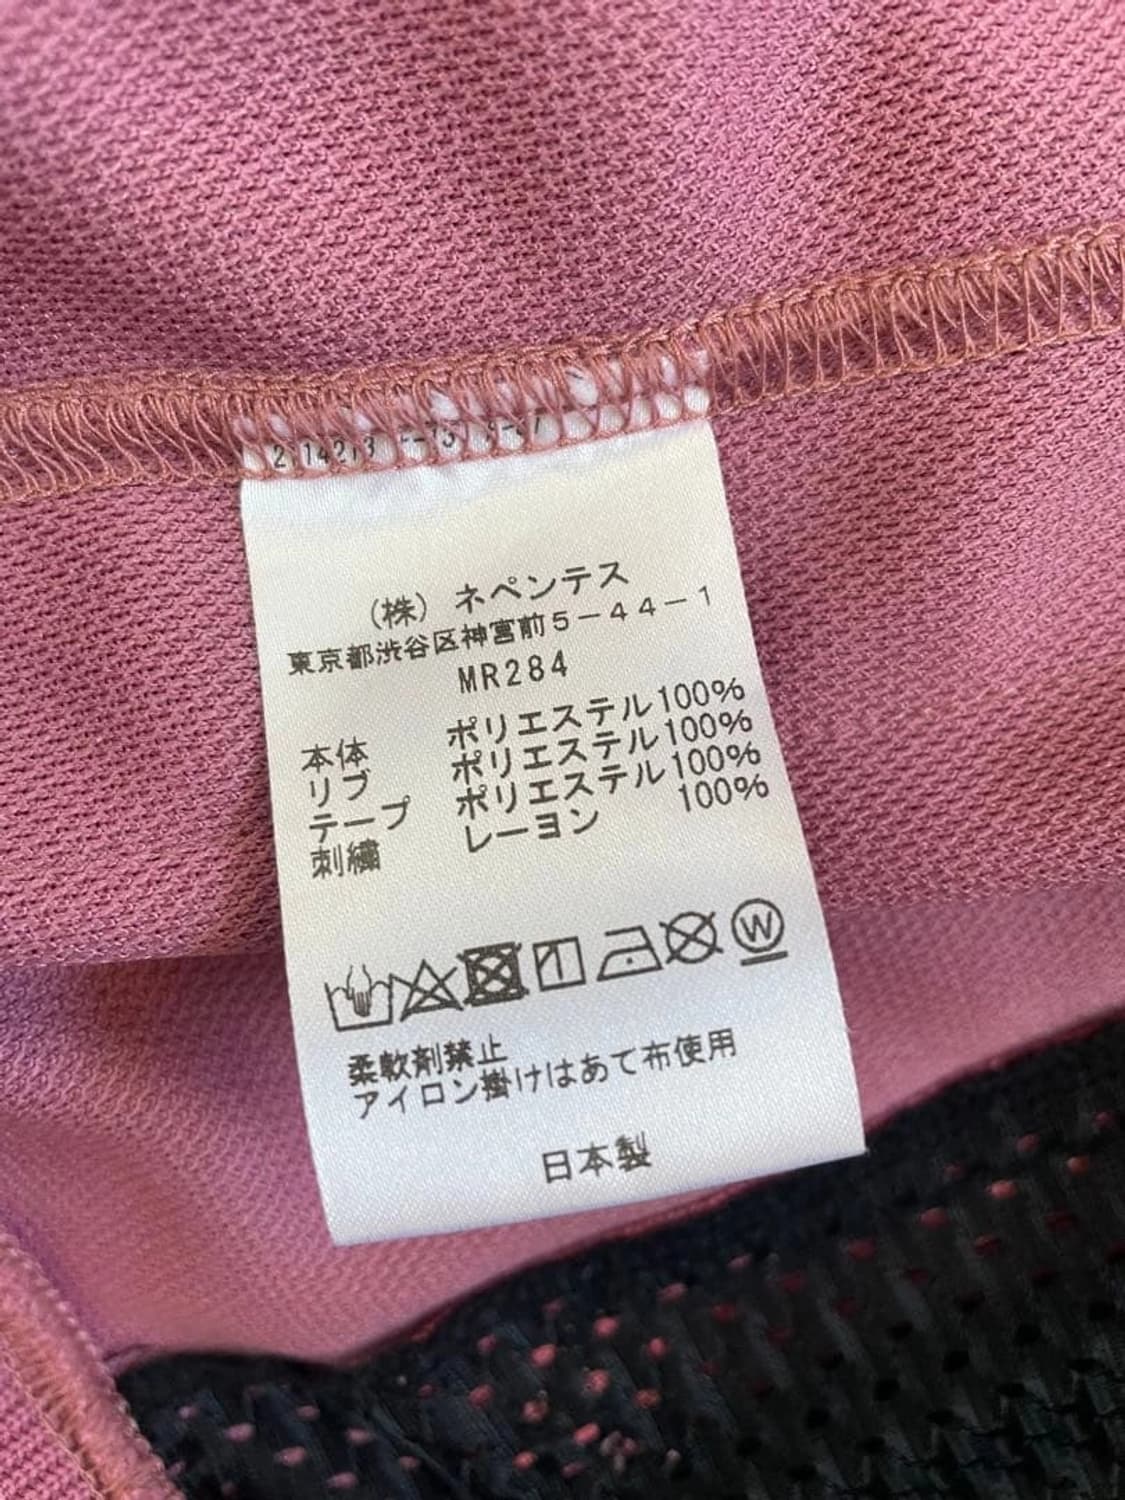 (株) ネペンテス
東京都渋谷区神宮前5-44-1
MR284
本体 ポリエステル100%
リブ ポリエステル100%
テープ ポリエステル100%
刺繍 レーヨン 100%
W
柔軟剤禁止
アイロン掛けはあて布使用
日本製